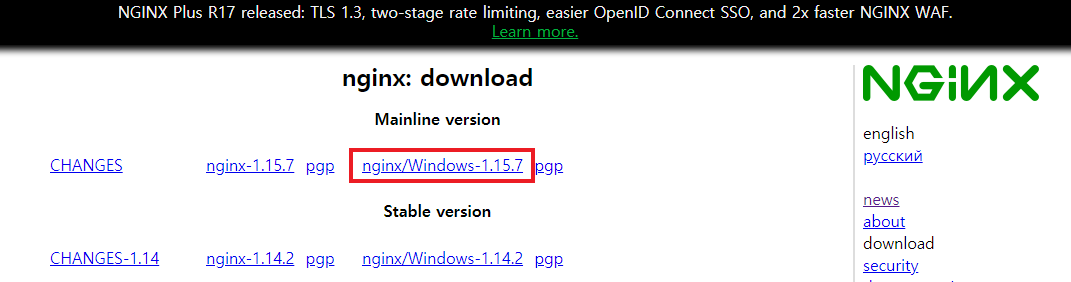 NGINX Plus R17 released: TLS 1.3, two-stage rate limiting, easier OpenID Connect SSO, and 2x faster NGINX WAF.
Learn more.
nginx: download
Mainline version
CHANGES nginx-1.15.7 pgp nginx/Windows-1.15.7 pgp
Stable version
CHANGES-1.14 nginx-1.14.2 pgp nginx/Windows-1.14.2 pgp
NGINX
english
русский
news
about
download
security